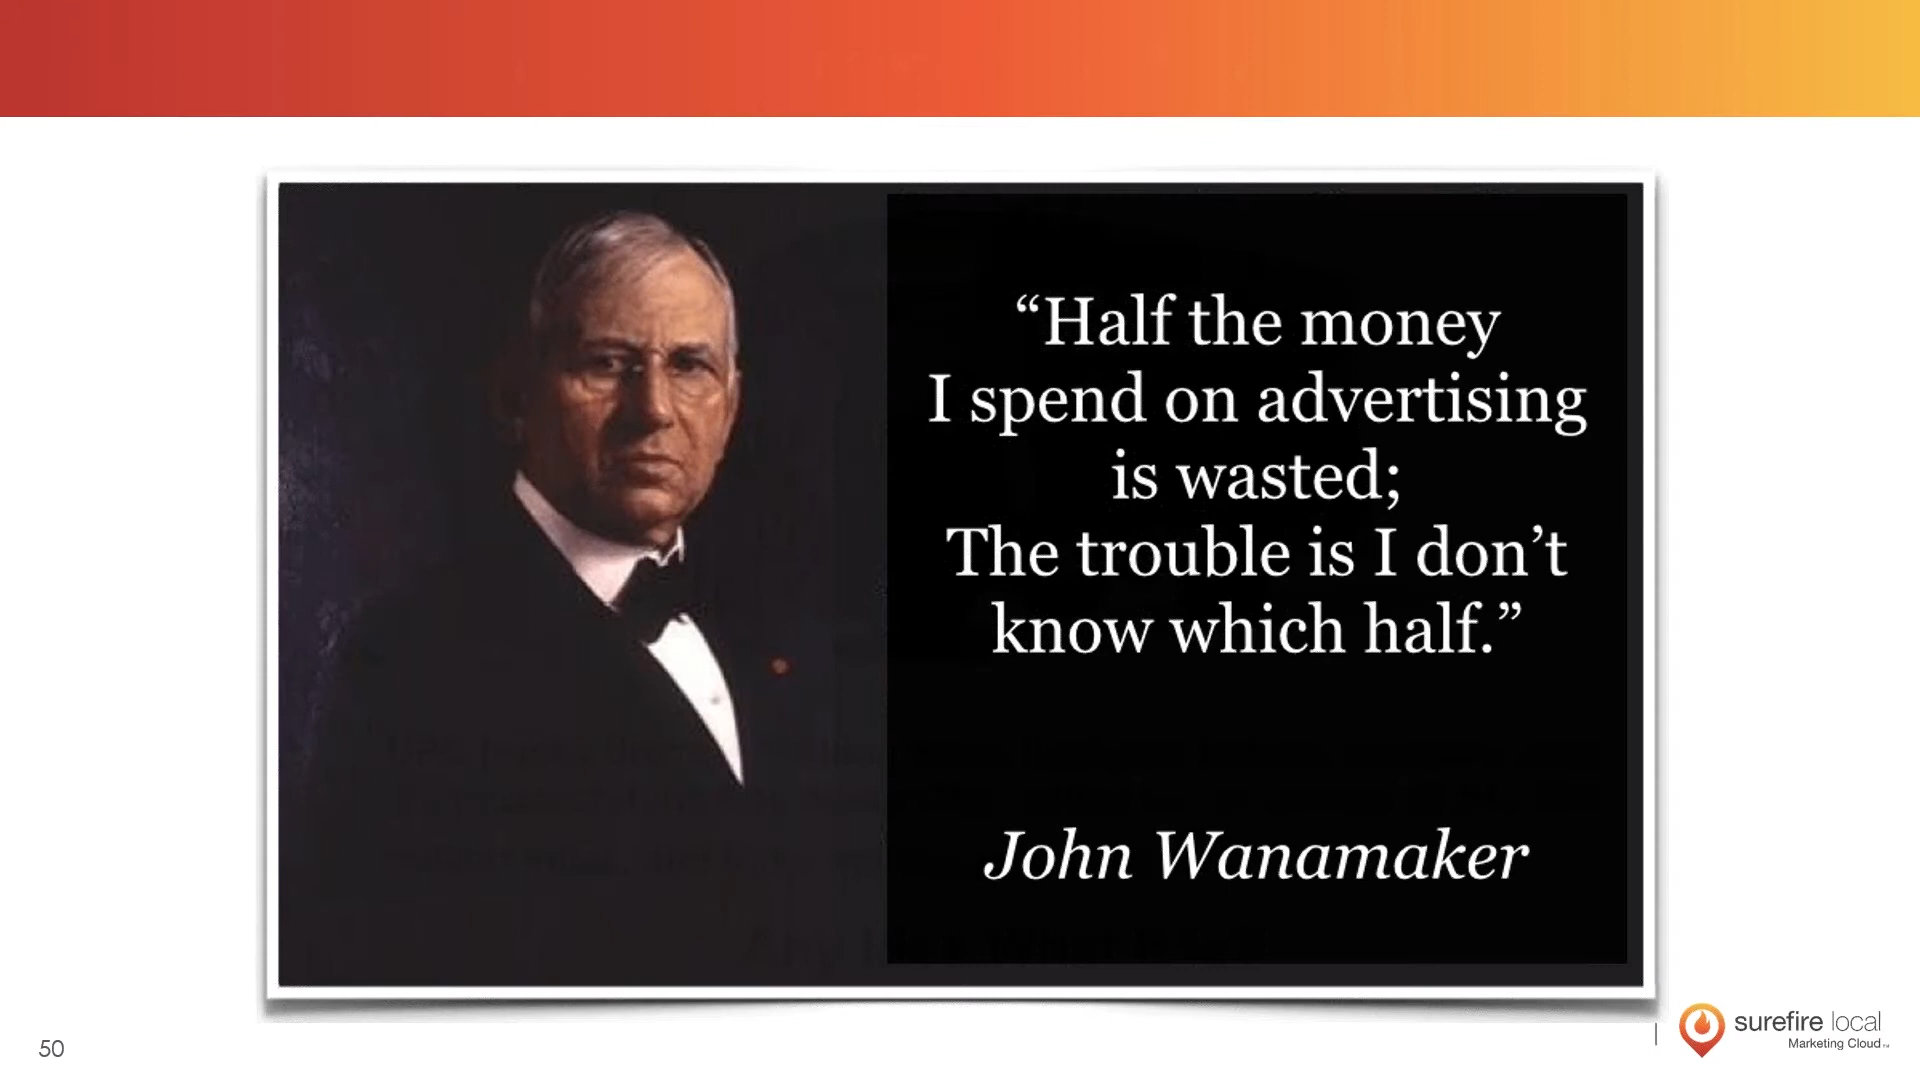 “Half the money
I spend on advertising
is wasted;
The trouble is I don’t
know which half.”
John Wanamaker
surefire local
Marketing Cloud™
50